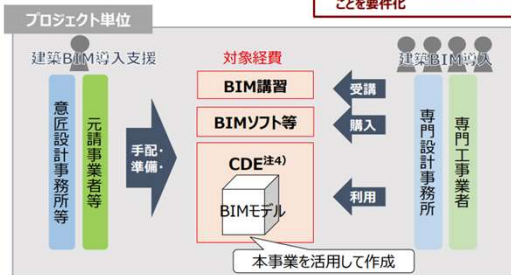 ことを要件化
プロジェクト単位
建築BIM導入支援
対象経費
建築BIM導入
意匠設計事務所等
元請事業者等
手配・
準備・
BIM講習
BIMソフト等
CDE注4)
BIMモデル
受講
購入
利用
専門設計事務所
専門工事業者
本事業を活用して作成